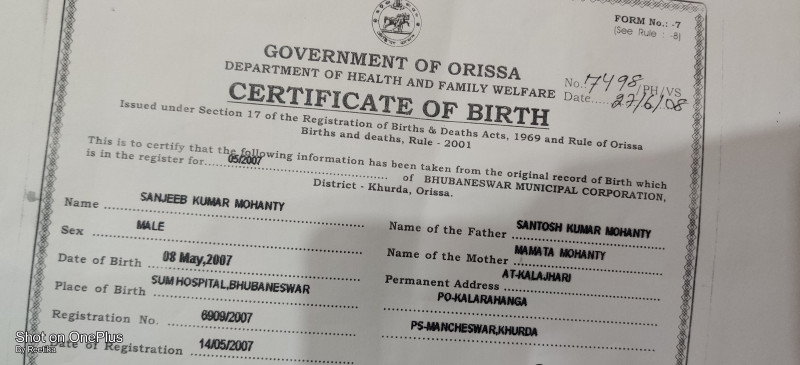 FORM No.: -7
(See Rule : -8)
GOVERNMENT OF ORISSA
DEPARTMENT OF HEALTH AND FAMILY WELFARE
No. 7498/PH/VS
CERTIFICATE OF BIRTH
Date.....27/6/08
Issued under Section 17 of the Registration of Births & Deaths Acts, 1969 and Rule of Orissa
Births and deaths, Rule - 2001
This is to certify that the following information has been taken from the original record of Birth which
is in the register for....05/2007.... of BHUBANESWAR MUNICIPAL CORPORATION,
District - Khurda, Orissa.
Name SANJEEB KUMAR MOHANTY
Sex MALE
Date of Birth 08 May,2007
Place of Birth SUM HOSPITAL,BHUBANESWAR
Registration No. 6909/2007
Date of Registration 14/05/2007
Name of the Father SANTOSH KUMAR MOHANTY
Name of the Mother MAMATA MOHANTY
Permanent Address AT-KALAJHARI
PO-KALARAHANGA
PS-MANCHESWAR,KHURDA
Shot on OnePlus
By Reetika